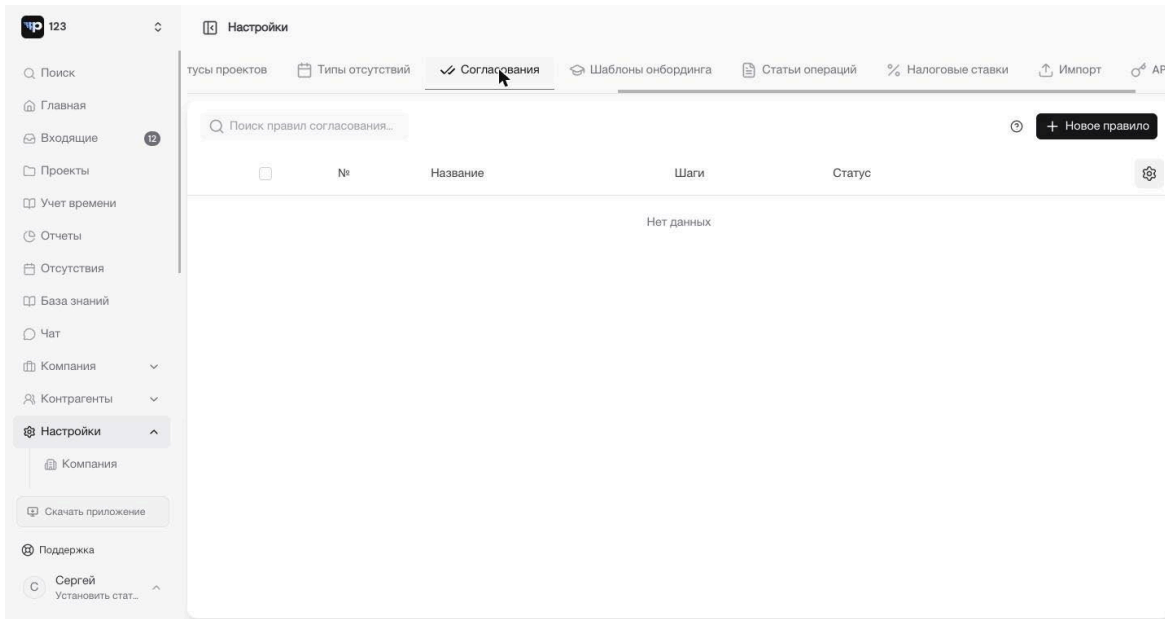 123
Настройки
Поиск
Главная
Входящие 12
Проекты
Учет времени
Отчеты
Отсутствия
База знаний
Чат
Компания
Контрагенты
Настройки
Компания
Скачать приложение
Поддержка
С Сергей
Установить стат...
тусы проектов Типы отсутствий Согласования Шаблоны онбординга Статьи операций Налоговые ставки Импорт AP
Поиск правил согласования... + Новое правило
№ Название Шаги Статус
Нет данных